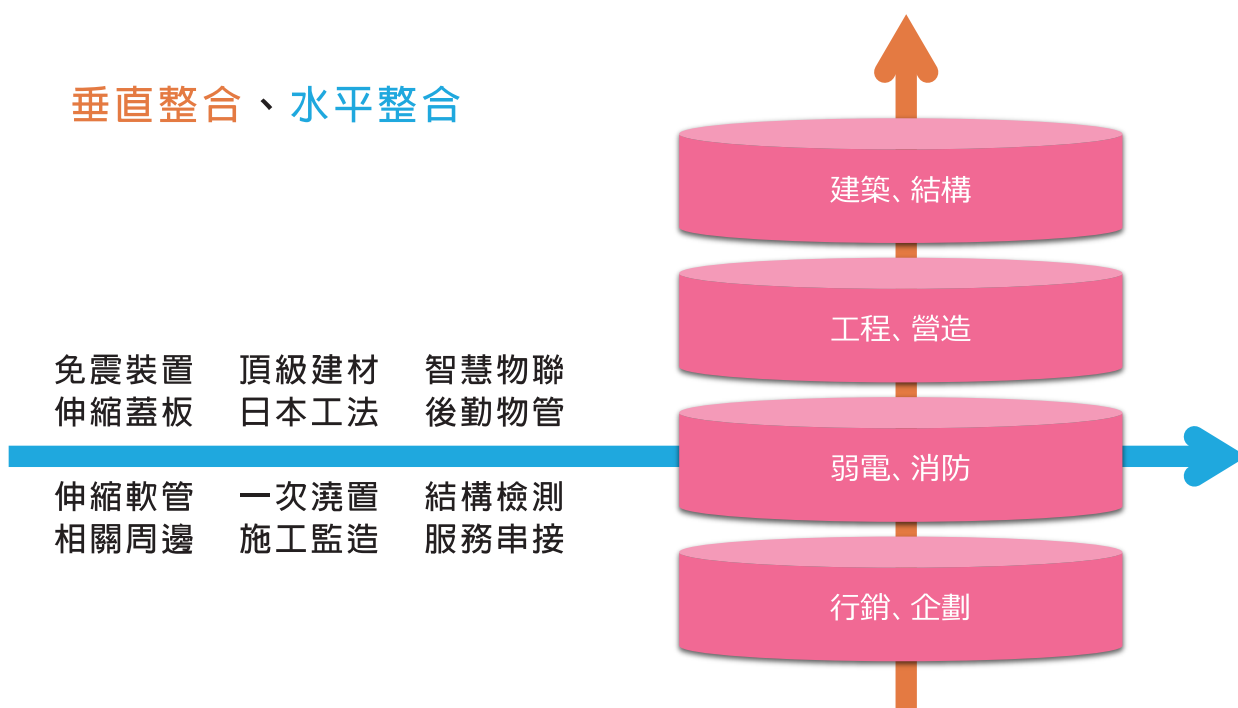 垂直整合、水平整合
建築、結構
工程、營造
免震裝置 頂級建材 智慧物聯
伸縮蓋板 日本工法 後勤物管
弱電、消防
伸縮軟管 一次澆置 結構檢測
相關周邊 施工監造 服務串接
行銷、企劃